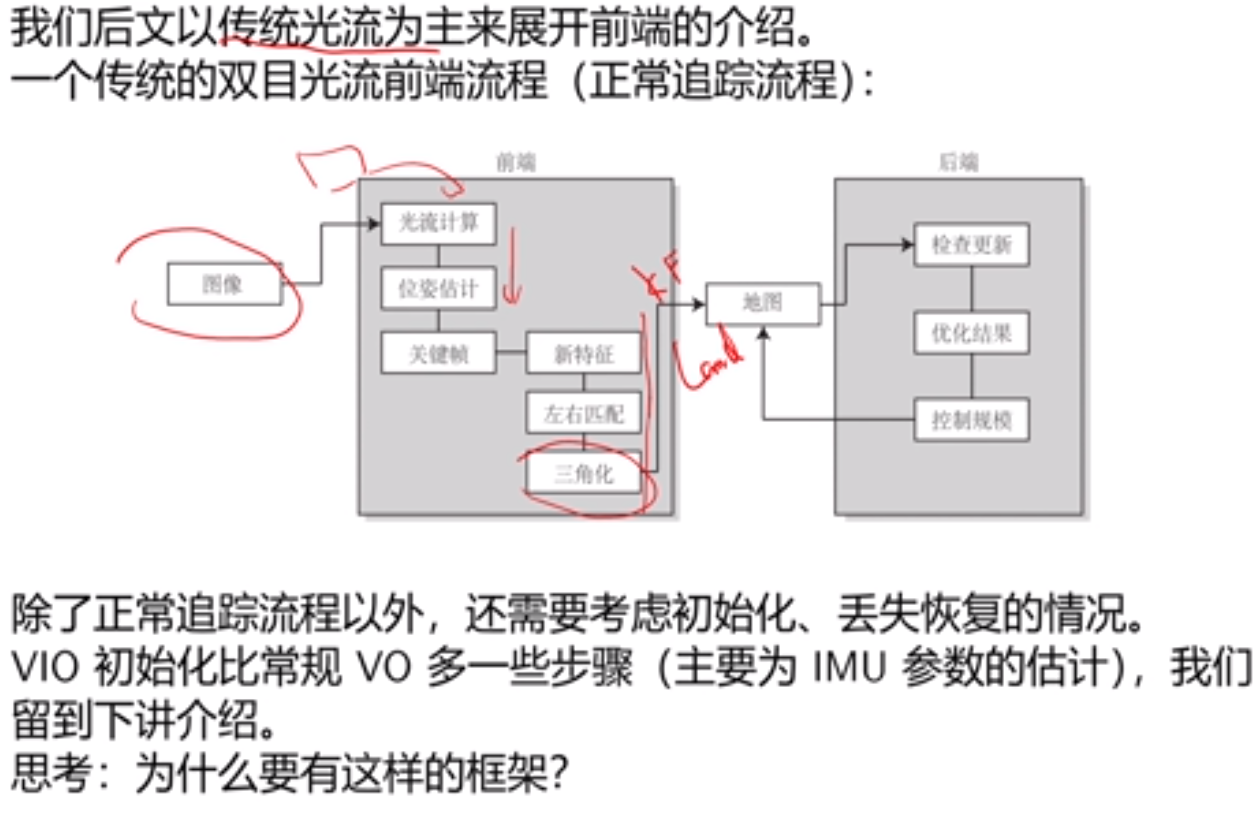 我们后文以传统光流为主来展开前端的介绍。
一个传统的双目光流前端流程（正常追踪流程）：
前端
后端
光流计算
检查更新
图像
位姿估计
KF
地图
优化结果
关键帧
新特征
Land
左右匹配
控制规模
三角化
除了正常追踪流程以外，还需要考虑初始化、丢失恢复的情况。
VIO 初始化比常规 VO 多一些步骤（主要为 IMU 参数的估计），我们
留到下讲介绍。
思考：为什么要有这样的框架？